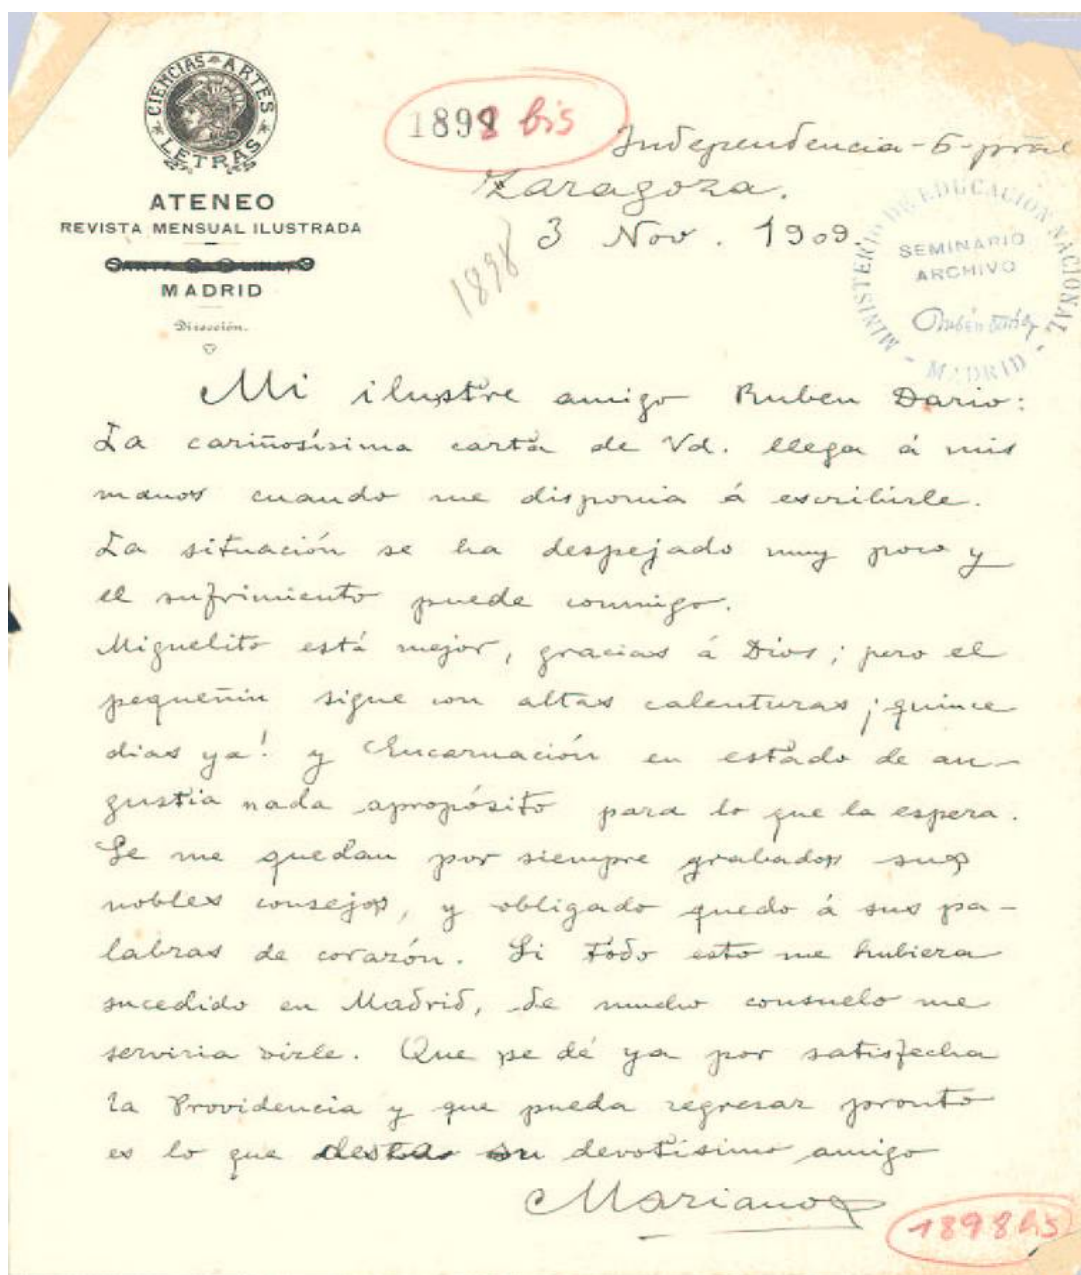 CIENCIAS * ARTES
* LETRAS *
ATENEO
REVISTA MENSUAL ILUSTRADA
MADRID
Dirección.
1898 bis
Independencia-6-pral
Zaragoza.
3 Nov. 1909.
1898
MINISTERIO DE EDUCACION NACIONAL - MADRID -
SEMINARIO
ARCHIVO
Rubén Darío
Mi ilustre amigo Ruben Dario:
La cariñosísima carta de Vd. llega á mis
manos cuando me disponia á escribirle.
La situación se ha despejado muy poco y
el sufrimiento puede conmigo.
Miguelito está mejor, gracias á Dios; pero el
pequeñin sigue con altas calenturas ¡quince
dias ya! y Encarnación en estado de an-
gustia nada apropósito para lo que la espera.
Se me quedan por siempre grabados sus
nobles consejos, y obligado quedo á sus pa-
labras de corazón. Si todo esto me hubiera
sucedido en Madrid, de mucho consuelo me
serviria oirle. Que se dé ya por satisfecha
la Providencia y que pueda regresar pronto
es lo que desea su devotisimo amigo
Mariano
1898 bis